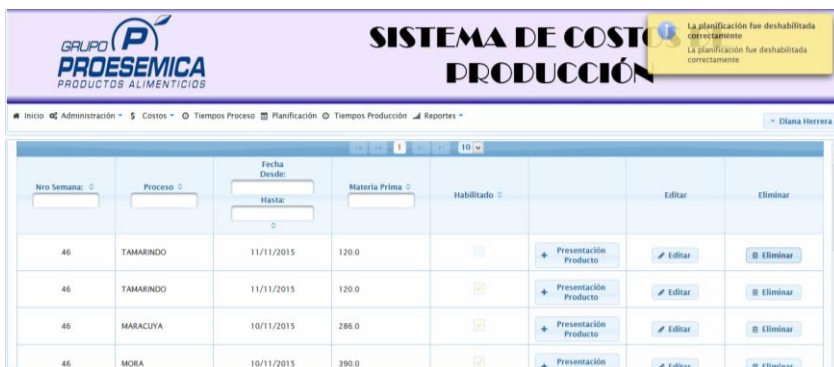 GRUPO P
PROESEMICA
PRODUCTOS ALIMENTICIOS
SISTEMA DE COSTOS DE
PRODUCCIÓN
La planificación fue deshabilitada
correctamente
La planificación fue deshabilitada
correctamente
Inicio Administración $ Costos Tiempos Proceso Planificación Tiempos Producción Reportes
Diana Herrera
1 10
Nro Semana: Proceso Fecha Desde: Hasta: Materia Prima Habilitado Editar Eliminar
46 TAMARINDO 11/11/2015 120.0 + Presentación Producto Editar Eliminar
46 TAMARINDO 11/11/2015 120.0 + Presentación Producto Editar Eliminar
46 MARACUYA 10/11/2015 286.0 + Presentación Producto Editar Eliminar
46 MORA 10/11/2015 390.0 + Presentación Editar Eliminar